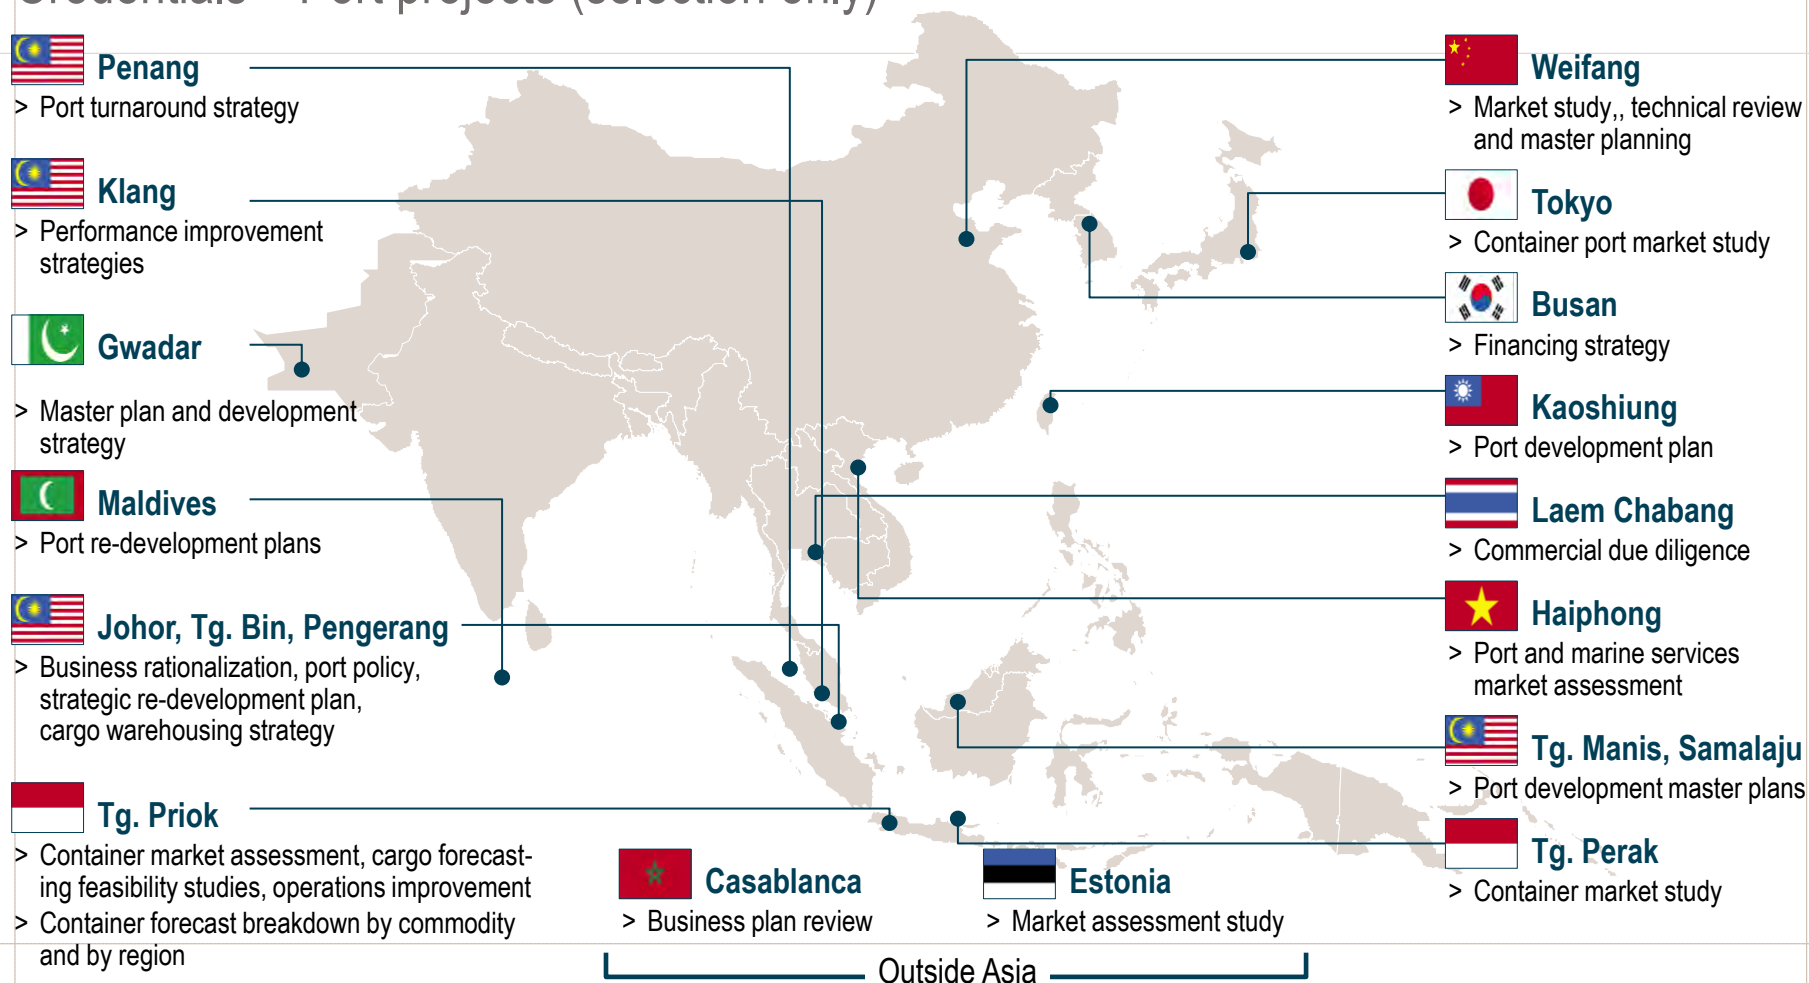 Credentials – Port projects (selection only)
Penang
> Port turnaround strategy
Klang
> Performance improvement
strategies
Gwadar
> Master plan and development
strategy
Maldives
> Port re-development plans
Johor, Tg. Bin, Pengerang
> Business rationalization, port policy,
strategic re-development plan,
cargo warehousing strategy
Tg. Priok
> Container market assessment, cargo forecast-
ing feasibility studies, operations improvement
> Container forecast breakdown by commodity
and by region
Casablanca
> Business plan review
Estonia
> Market assessment study
Outside Asia
Weifang
> Market study,, technical review
and master planning
Tokyo
> Container port market study
Busan
> Financing strategy
Kaoshiung
> Port development plan
Laem Chabang
> Commercial due diligence
Haiphong
> Port and marine services
market assessment
Tg. Manis, Samalaju
> Port development master plans
Tg. Perak
> Container market study